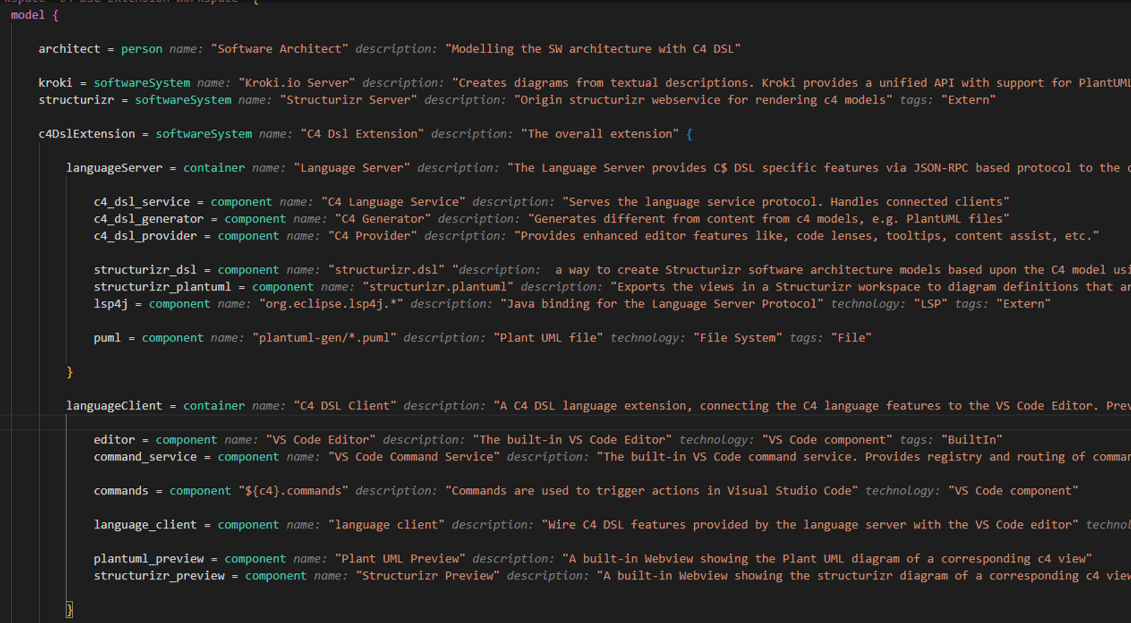 "C4 DSL Extension Workspace" {
model {
architect = person name: "Software Architect" description: "Modelling the SW architecture with C4 DSL"
kroki = softwareSystem name: "Kroki.io Server" description: "Creates diagrams from textual descriptions. Kroki provides a unified API with support for PlantUML
structurizr = softwareSystem name: "Structurizr Server" description: "Origin structurizr webservice for rendering c4 models" tags: "Extern"
c4DslExtension = softwareSystem name: "C4 Dsl Extension" description: "The overall extension" {
languageServer = container name: "Language Server" description: "The Language Server provides C$ DSL specific features via JSON-RPC based protocol to the
c4_dsl_service = component name: "C4 Language Service" description: "Serves the language service protocol. Handles connected clients"
c4_dsl_generator = component name: "C4 Generator" description: "Generates different from content from c4 models, e.g. PlantUML files"
c4_dsl_provider = component name: "C4 Provider" description: "Provides enhanced editor features like, code lenses, tooltips, content assist, etc."
structurizr_dsl = component name: "structurizr.dsl" "description: a way to create Structurizr software architecture models based upon the C4 model usi
structurizr_plantuml = component name: "structurizr.plantuml" description: "Exports the views in a Structurizr workspace to diagram definitions that ar
lsp4j = component name: "org.eclipse.lsp4j.*" description: "Java binding for the Language Server Protocol" technology: "LSP" tags: "Extern"
puml = component name: "plantuml-gen/*.puml" description: "Plant UML file" technology: "File System" tags: "File"
}
languageClient = container name: "C4 DSL Client" description: "A C4 DSL language extension, connecting the C4 language features to the VS Code Editor. Prev
editor = component name: "VS Code Editor" description: "The built-in VS Code Editor" technology: "VS Code component" tags: "BuiltIn"
command_service = component name: "VS Code Command Service" description: "The built-in VS Code command service. Provides registry and routing of comman
commands = component "${c4}.commands" description: "Commands are used to trigger actions in Visual Studio Code" technology: "VS Code component"
language_client = component name: "language client" description: "Wire C4 DSL features provided by the language server with the VS Code editor" techno
plantuml_preview = component name: "Plant UML Preview" description: "A built-in Webview showing the Plant UML diagram of a corresponding c4 view"
structurizr_preview = component name: "Structurizr Preview" description: "A built-in Webview showing the structurizr diagram of a corresponding c4 view
}